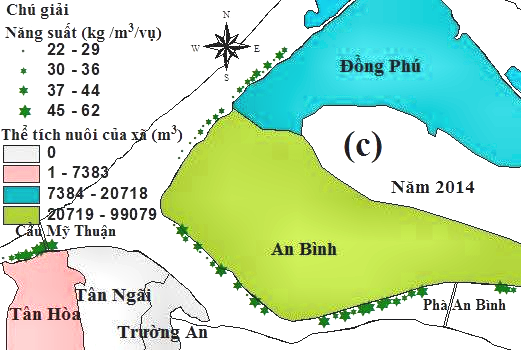 Chú giải
Năng suất (kg /m³/vụ)
22 - 29
30 - 36
37 - 44
45 - 62
Thể tích nuôi của xã (m³)
0
1 - 7383
7384 - 20718
20719 - 99079
N
W E
S
Đồng Phú
(c)
Năm 2014
Cầu Mỹ Thuận
An Bình
Tân Ngãi
Phà An Bình
Tân Hòa
Trường An